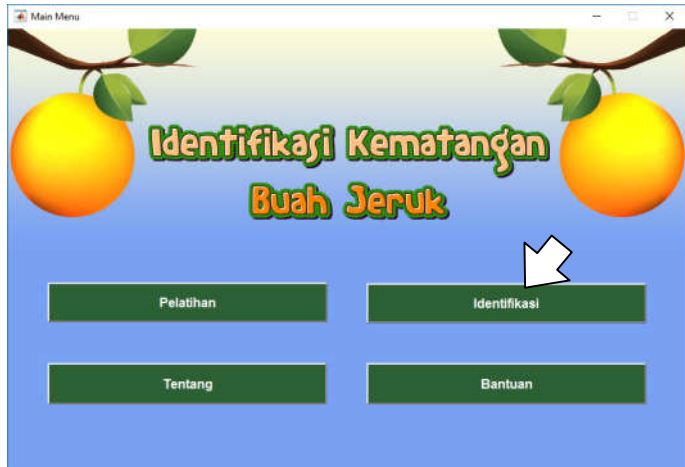 Main Menu
Identifikasi Kematangan
Buah Jeruk
Pelatihan
Identifikasi
Tentang
Bantuan